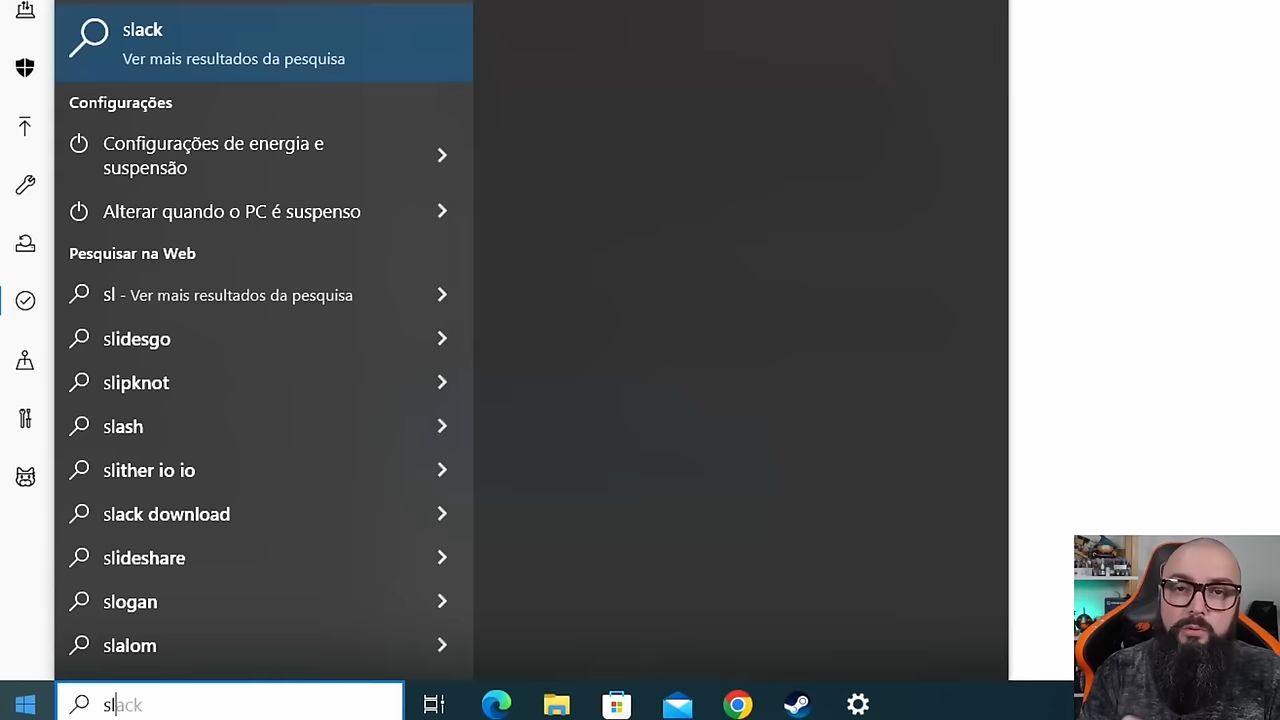 slack
Ver mais resultados da pesquisa
Configurações
Configurações de energia e
suspensão
Alterar quando o PC é suspenso
Pesquisar na Web
sl - Ver mais resultados da pesquisa
slidesgo
slipknot
slash
slither io io
slack download
slideshare
slogan
slalom
slack